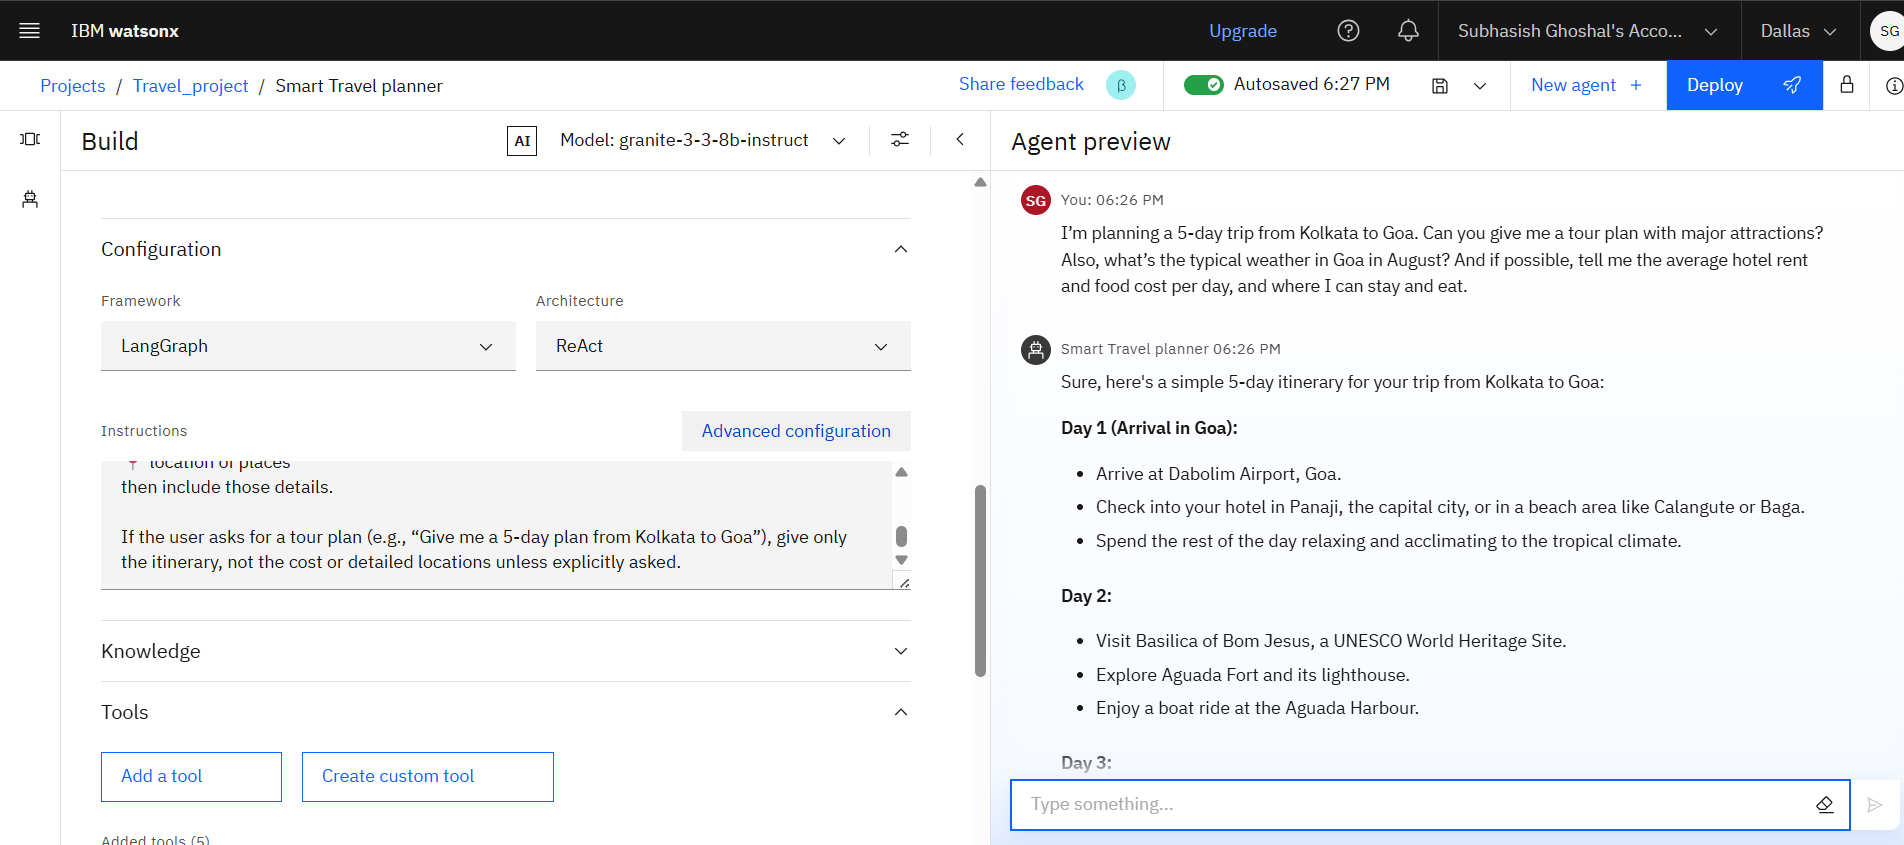 IBM watsonx
Upgrade
Subhasish Ghoshal's Acco...
Dallas
SG
Projects / Travel_project / Smart Travel planner
Share feedback
β
Autosaved 6:27 PM
New agent +
Deploy
Build
AI
Model: granite-3-3-8b-instruct
Configuration
Framework
Architecture
LangGraph
ReAct
Instructions
Advanced configuration
location of places
then include those details.
If the user asks for a tour plan (e.g., “Give me a 5-day plan from Kolkata to Goa”), give only
the itinerary, not the cost or detailed locations unless explicitly asked.
Knowledge
Tools
Add a tool
Create custom tool
Added tools (5)
Agent preview
SG
You: 06:26 PM
I’m planning a 5-day trip from Kolkata to Goa. Can you give me a tour plan with major attractions?
Also, what’s the typical weather in Goa in August? And if possible, tell me the average hotel rent
and food cost per day, and where I can stay and eat.
Smart Travel planner 06:26 PM
Sure, here's a simple 5-day itinerary for your trip from Kolkata to Goa:
Day 1 (Arrival in Goa):
• Arrive at Dabolim Airport, Goa.
• Check into your hotel in Panaji, the capital city, or in a beach area like Calangute or Baga.
• Spend the rest of the day relaxing and acclimating to the tropical climate.
Day 2:
• Visit Basilica of Bom Jesus, a UNESCO World Heritage Site.
• Explore Aguada Fort and its lighthouse.
• Enjoy a boat ride at the Aguada Harbour.
Day 3:
Type something...